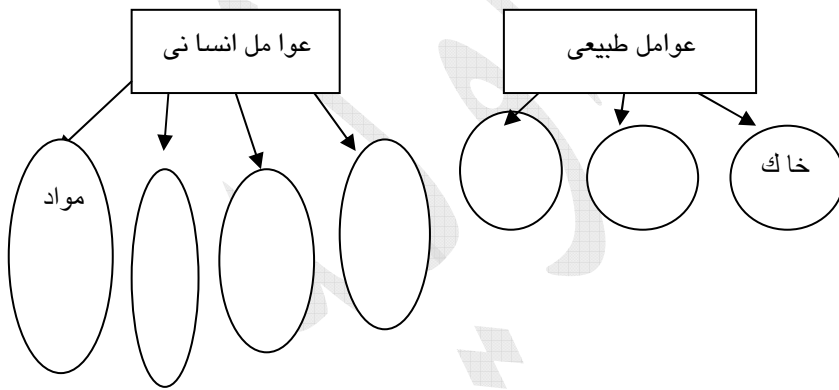 عوامل طبیعی
عوا مل انسا نی
خا ك
مواد